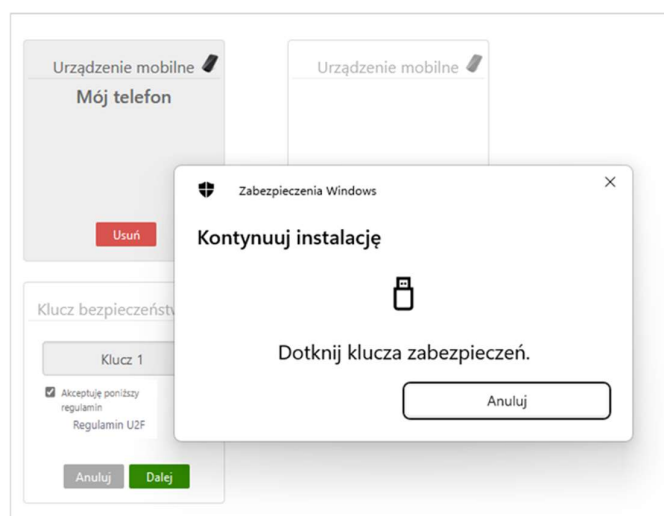 Urządzenie mobilne
Mój telefon
Usuń
Urządzenie mobilne
Klucz bezpieczeństw
Klucz 1
Akceptuję poniższy
regulamin
Regulamin U2F
Anuluj
Dalej
Zabezpieczenia Windows
Kontynuuj instalację
Dotknij klucza zabezpieczeń.
Anuluj